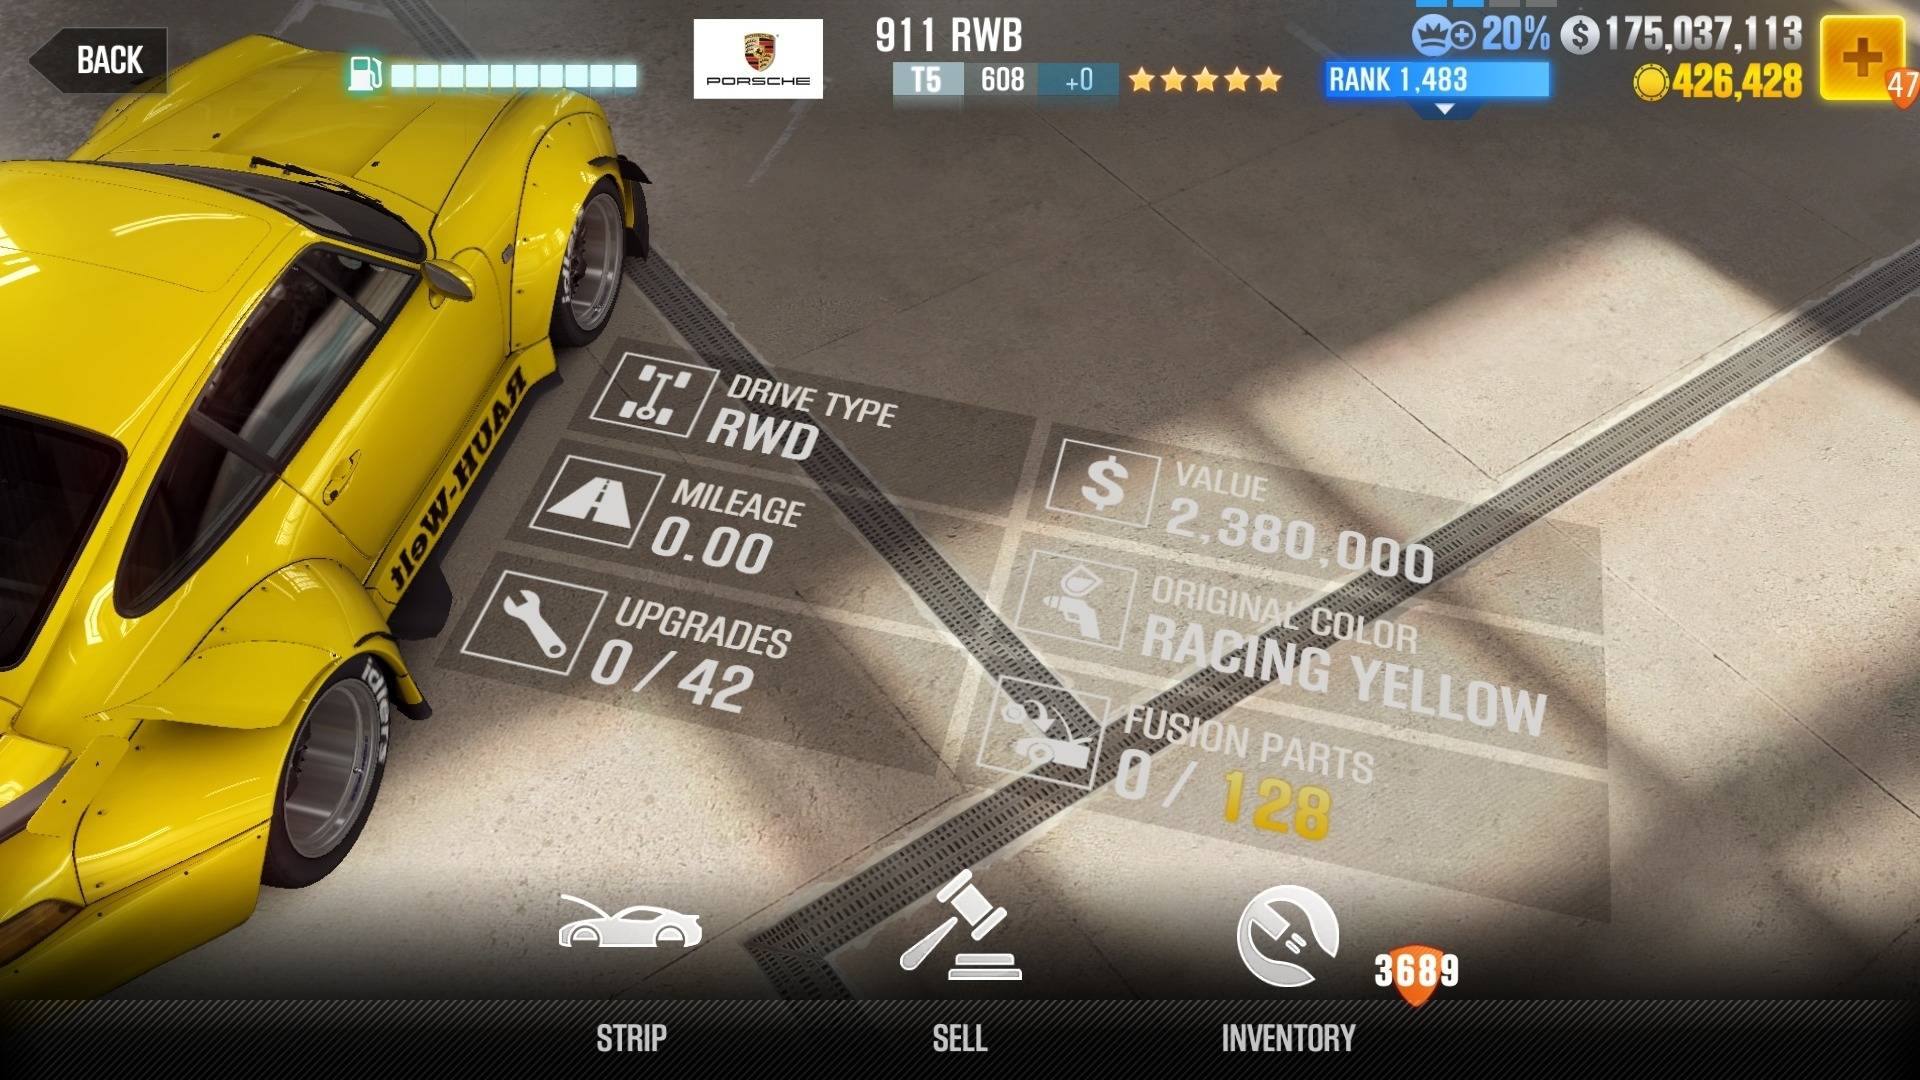 BACK
PORSCHE
911 RWB
T5 608 +0
20%
$ 175,037,113
RANK 1,483
426,428
47
RAUH-Welt
idlers
DRIVE TYPE
RWD
MILEAGE
0.00
UPGRADES
0/42
$ VALUE
2,380,000
ORIGINAL COLOR
RACING YELLOW
FUSION PARTS
0 / 128
3689
STRIP
SELL
INVENTORY